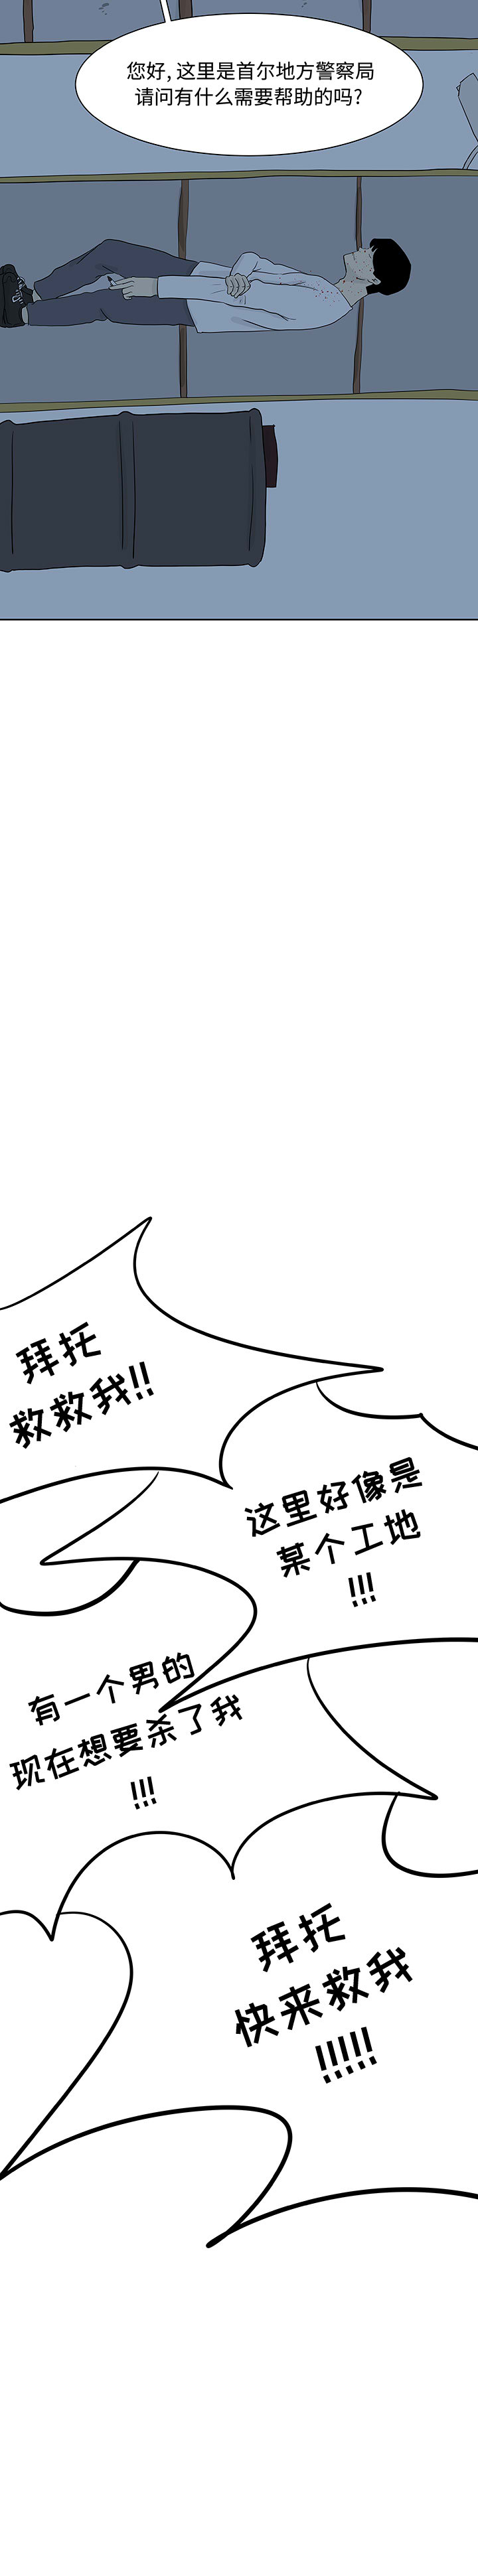 您好, 这里是首尔地方警察局
请问有什么需要帮助的吗?
拜托
救救我!!
这里好像是
某个工地
!!!
有一个男的
现在想要杀了我
!!!
拜托
快来救我
!!!!!